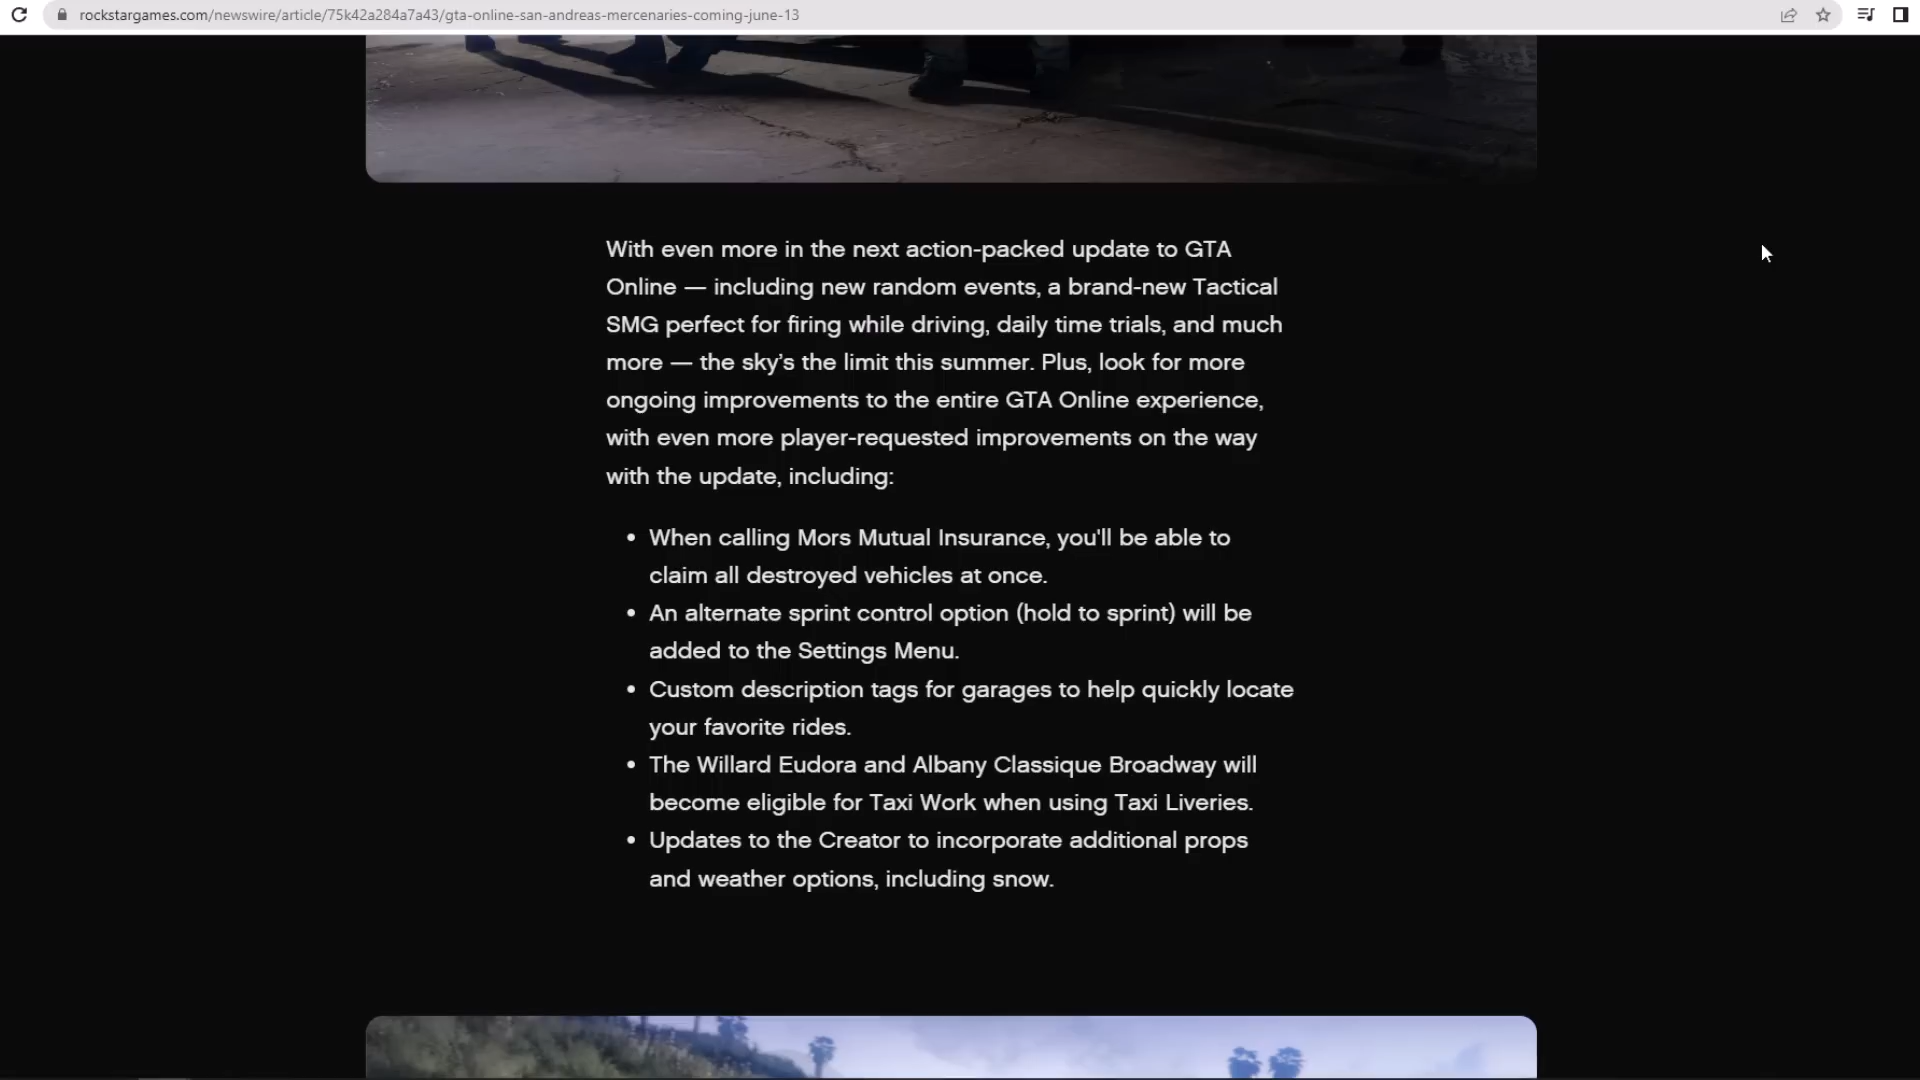 rockstargames.com/newswire/article/75k42a284a7a43/gta-online-san-andreas-mercenaries-coming-june-13
With even more in the next action-packed update to GTA
Online — including new random events, a brand-new Tactical
SMG perfect for firing while driving, daily time trials, and much
more — the sky’s the limit this summer. Plus, look for more
ongoing improvements to the entire GTA Online experience,
with even more player-requested improvements on the way
with the update, including:
• When calling Mors Mutual Insurance, you'll be able to
claim all destroyed vehicles at once.
• An alternate sprint control option (hold to sprint) will be
added to the Settings Menu.
• Custom description tags for garages to help quickly locate
your favorite rides.
• The Willard Eudora and Albany Classique Broadway will
become eligible for Taxi Work when using Taxi Liveries.
• Updates to the Creator to incorporate additional props
and weather options, including snow.